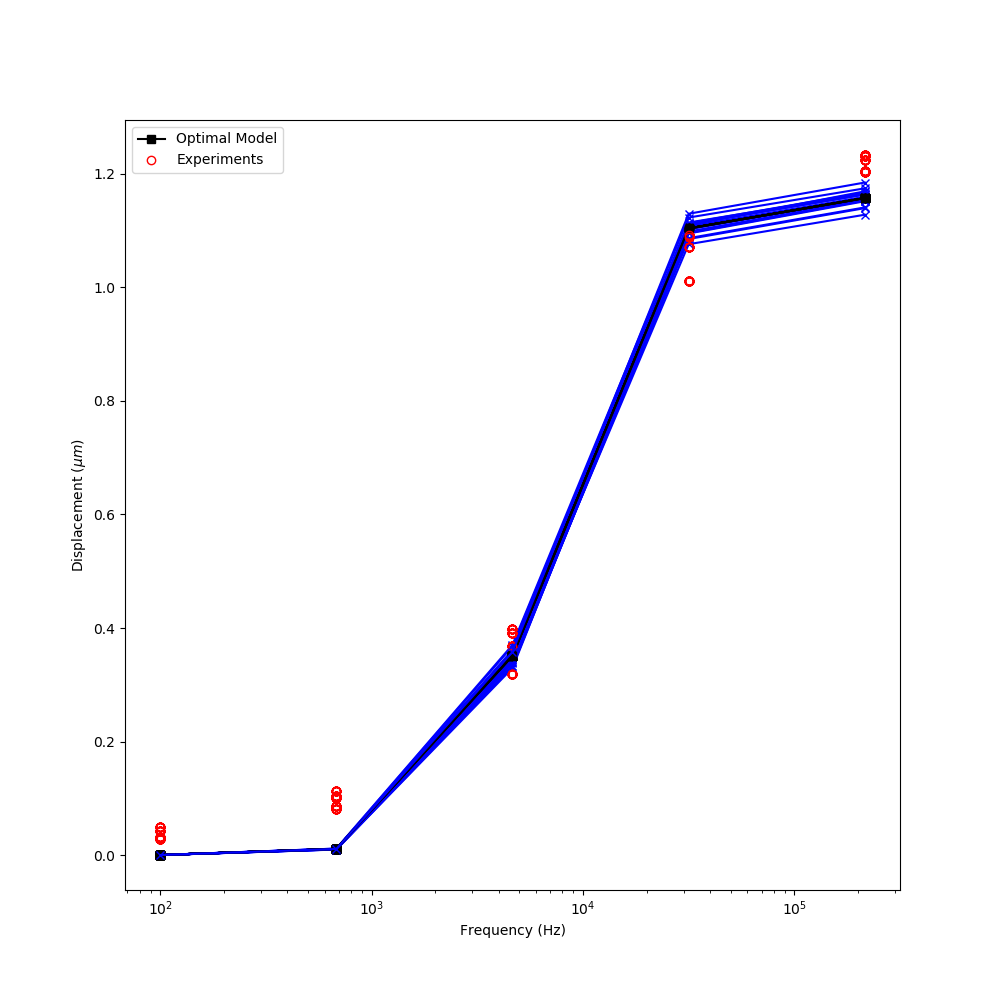 Optimal Model
Experiments
1.2
1.0
0.8
0.6
0.4
0.2
0.0
Displacement (μm)
10²
10³
10⁴
10⁵
Frequency (Hz)